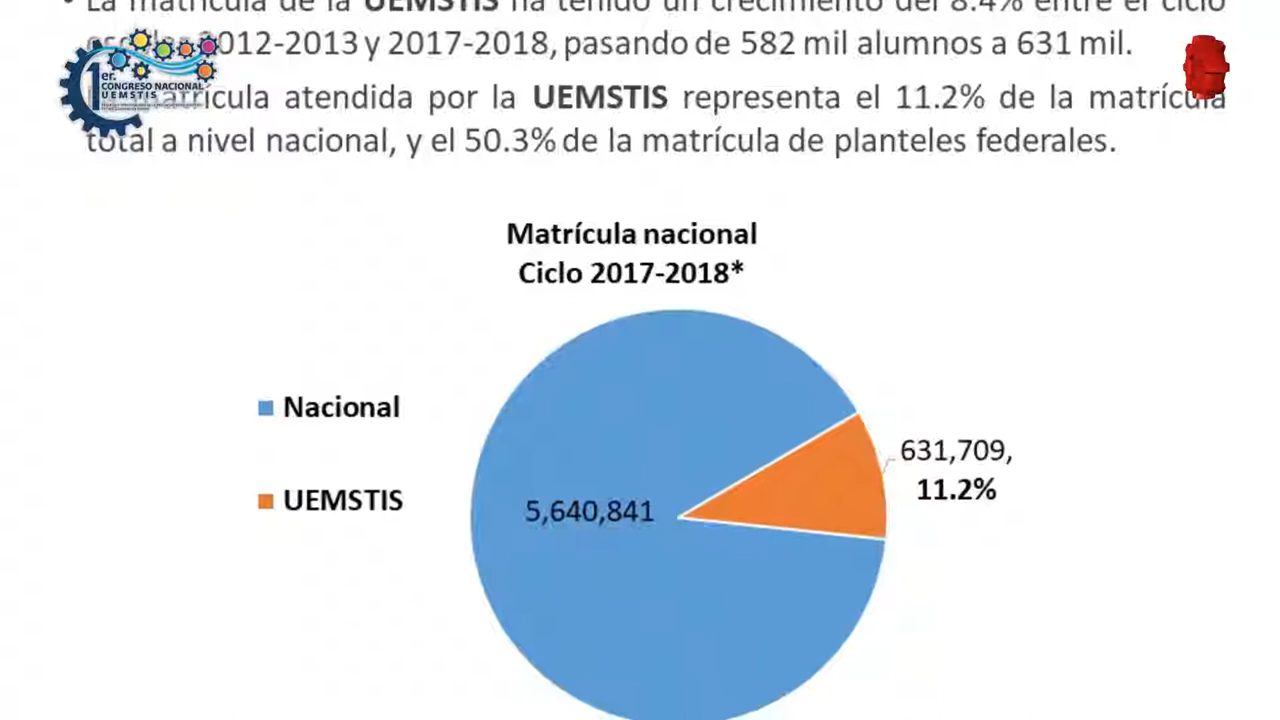 • La matrícula de la UEMSTIS ha tenido un crecimiento del 8.4% entre el ciclo
2012-2013 y 2017-2018, pasando de 582 mil alumnos a 631 mil.
matrícula atendida por la UEMSTIS representa el 11.2% de la matrícula
total a nivel nacional, y el 50.3% de la matrícula de planteles federales.
1er.
CONGRESO NACIONAL
UEMSTIS
Matrícula nacional
Ciclo 2017-2018*
Nacional
UEMSTIS
5,640,841
631,709,
11.2%